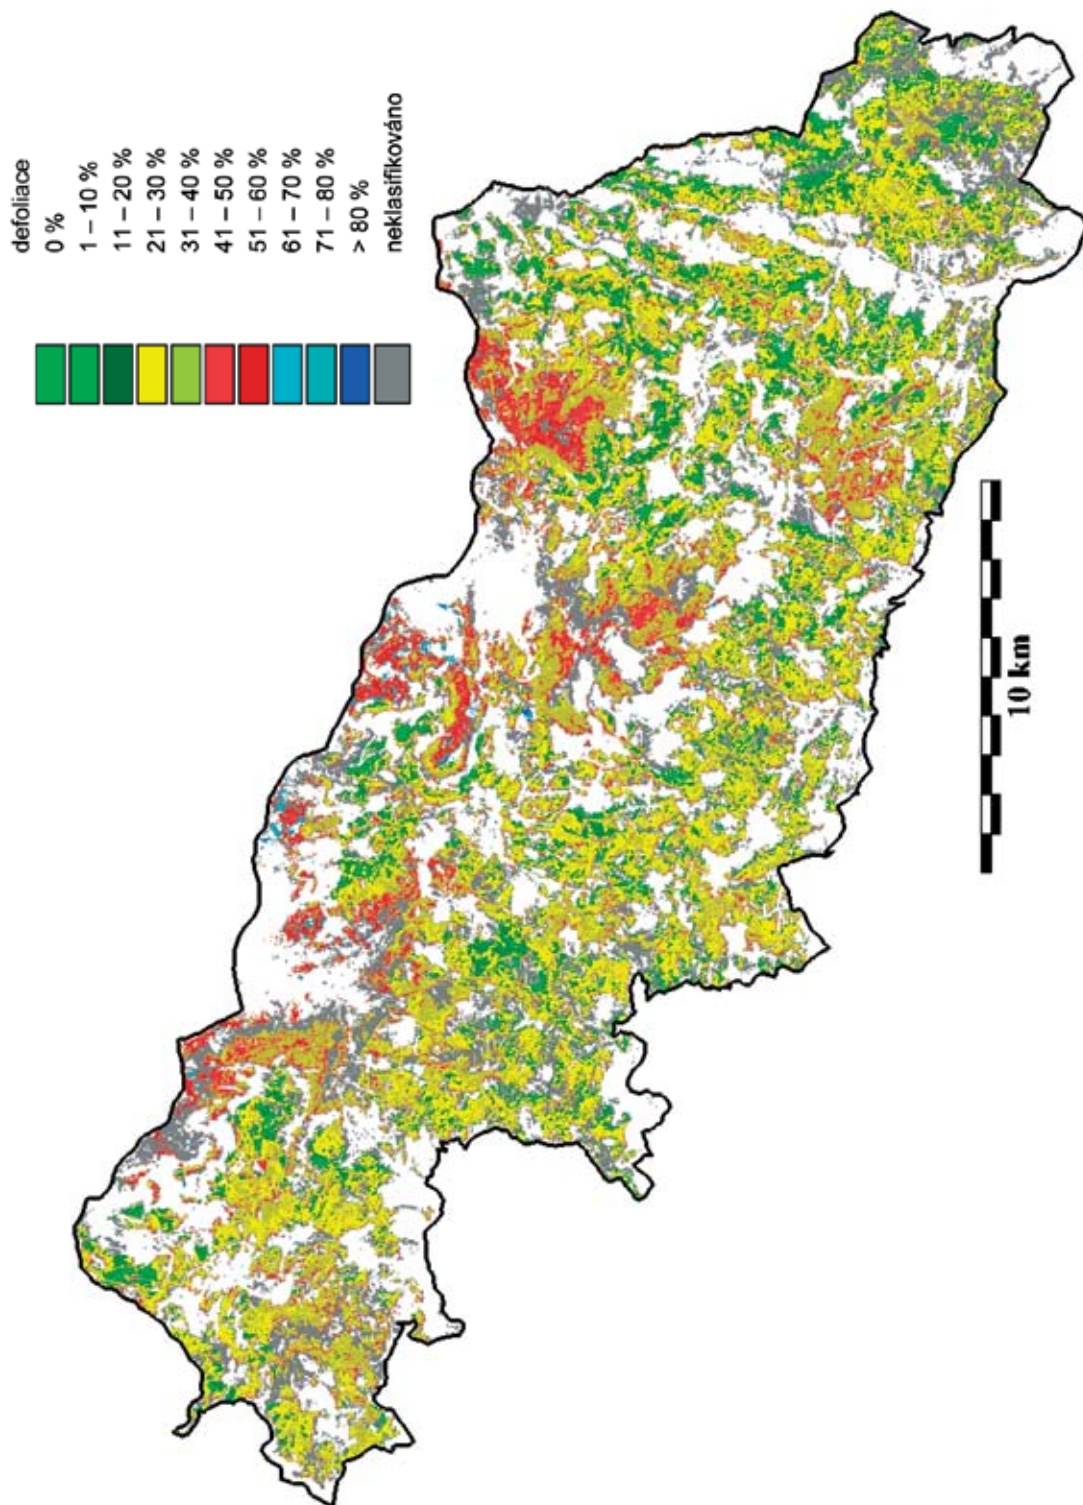 defoliace
0 %
1 – 10 %
11 – 20 %
21 – 30 %
31 – 40 %
41 – 50 %
51 – 60 %
61 – 70 %
71 – 80 %
> 80 %
neklasifikováno
10 km